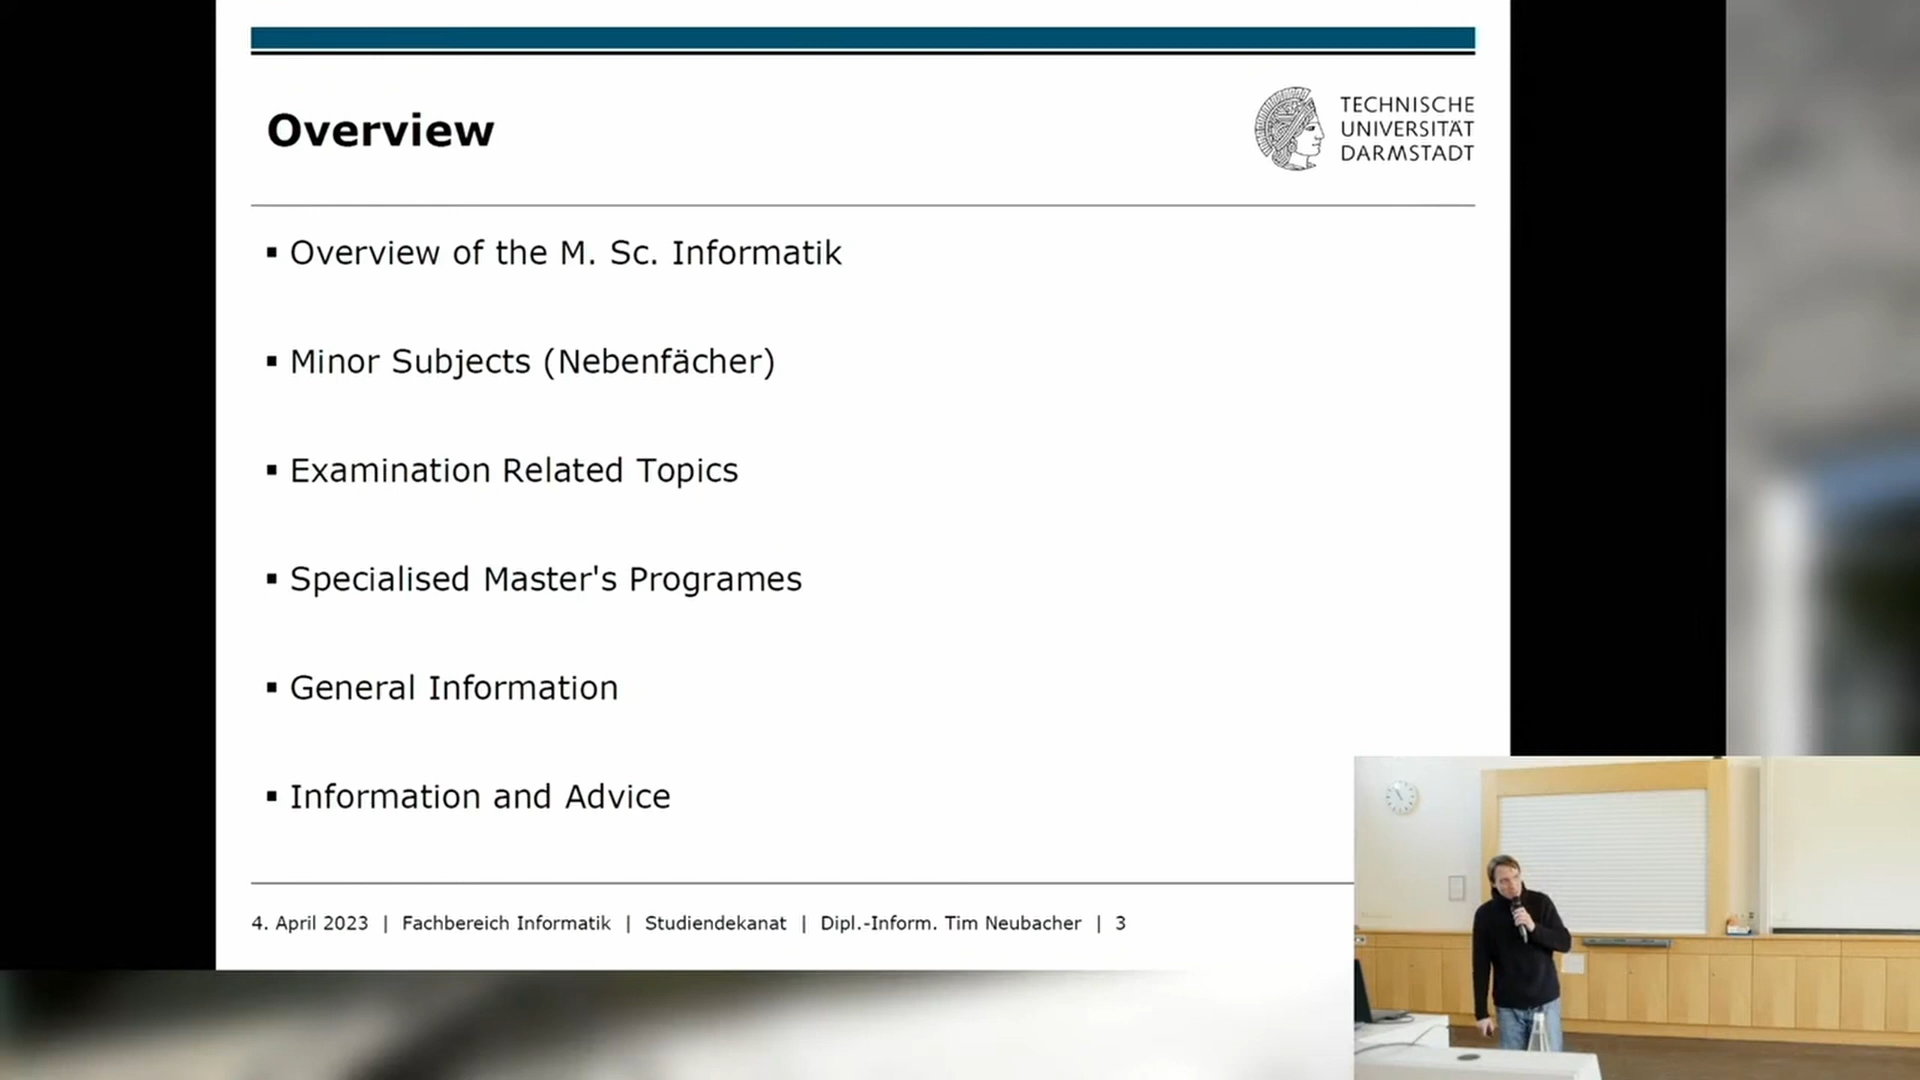 Overview
TECHNISCHE
UNIVERSITÄT
DARMSTADT
▪ Overview of the M. Sc. Informatik
▪ Minor Subjects (Nebenfächer)
▪ Examination Related Topics
▪ Specialised Master's Programes
▪ General Information
▪ Information and Advice
4. April 2023 | Fachbereich Informatik | Studiendekanat | Dipl.-Inform. Tim Neubacher | 3